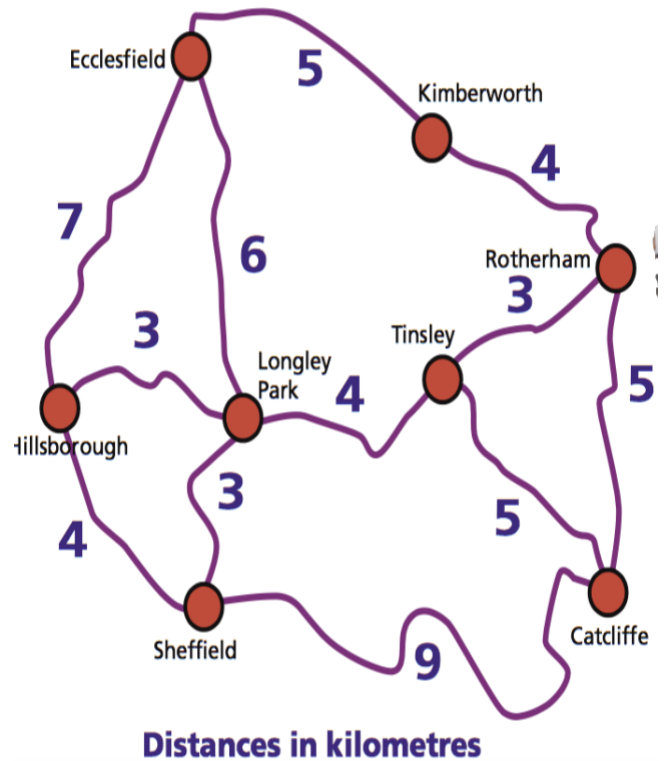 Ecclesfield
5
Kimberworth
4
7
6
Rotherham
3
3
Tinsley
Longley
Park
4
5
Hillsborough
3
4
5
Sheffield
9
Catcliffe
Distances in kilometres